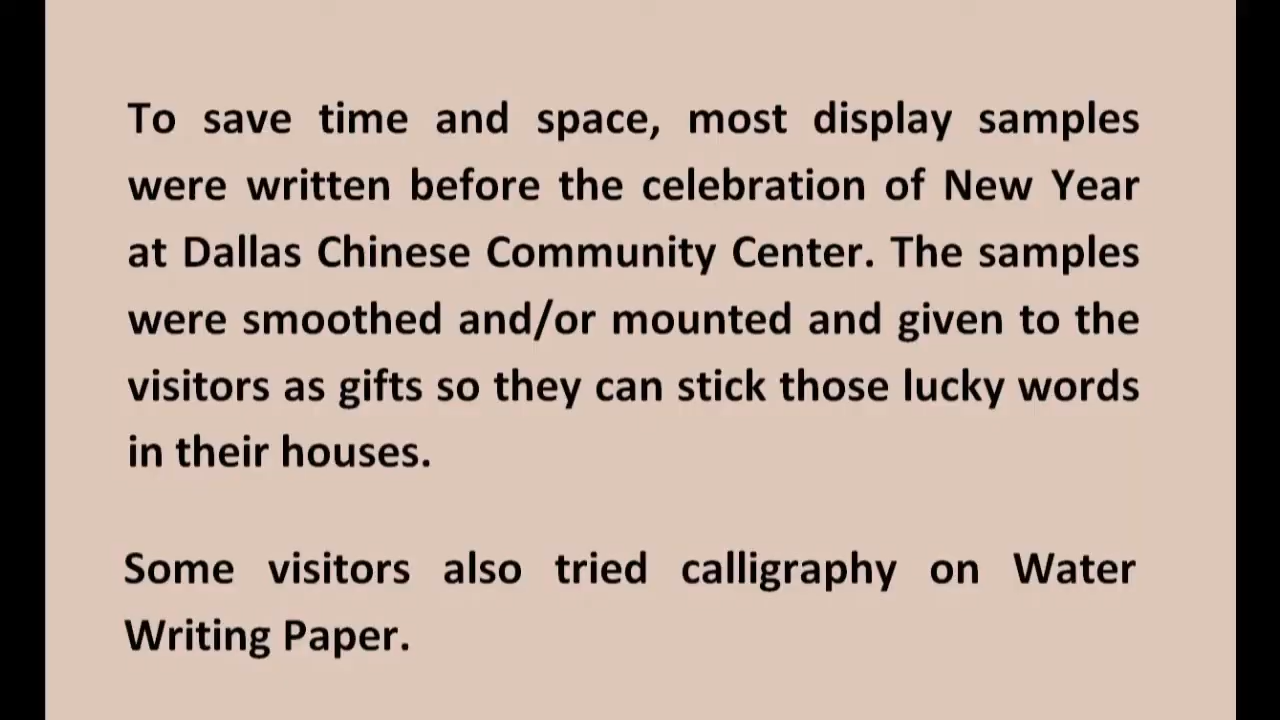 To save time and space, most display samples
were written before the celebration of New Year
at Dallas Chinese Community Center. The samples
were smoothed and/or mounted and given to the
visitors as gifts so they can stick those lucky words
in their houses.
Some visitors also tried calligraphy on Water
Writing Paper.